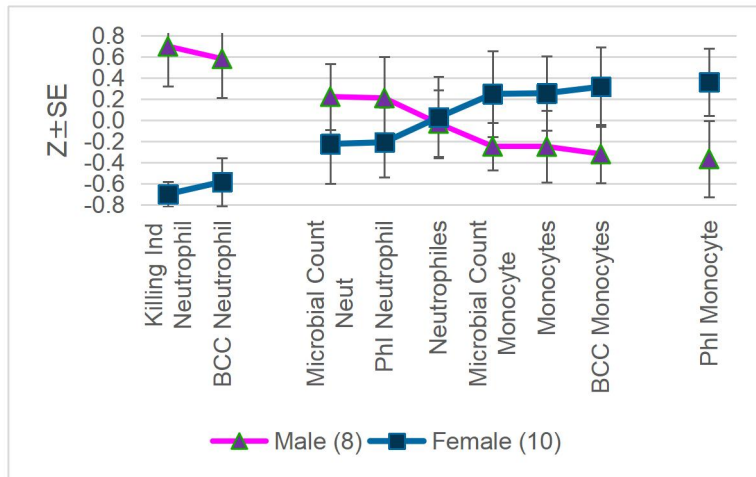 Z±SE
0.8
0.6
0.4
0.2
0.0
-0.2
-0.4
-0.6
-0.8
Killing Ind
Neutrophil
BCC Neutrophil
Microbial Count
Neut
PhI Neutrophil
Neutrophiles
Microbial Count
Monocyte
Monocytes
BCC Monocytes
PhI Monocyte
Male (8)
Female (10)